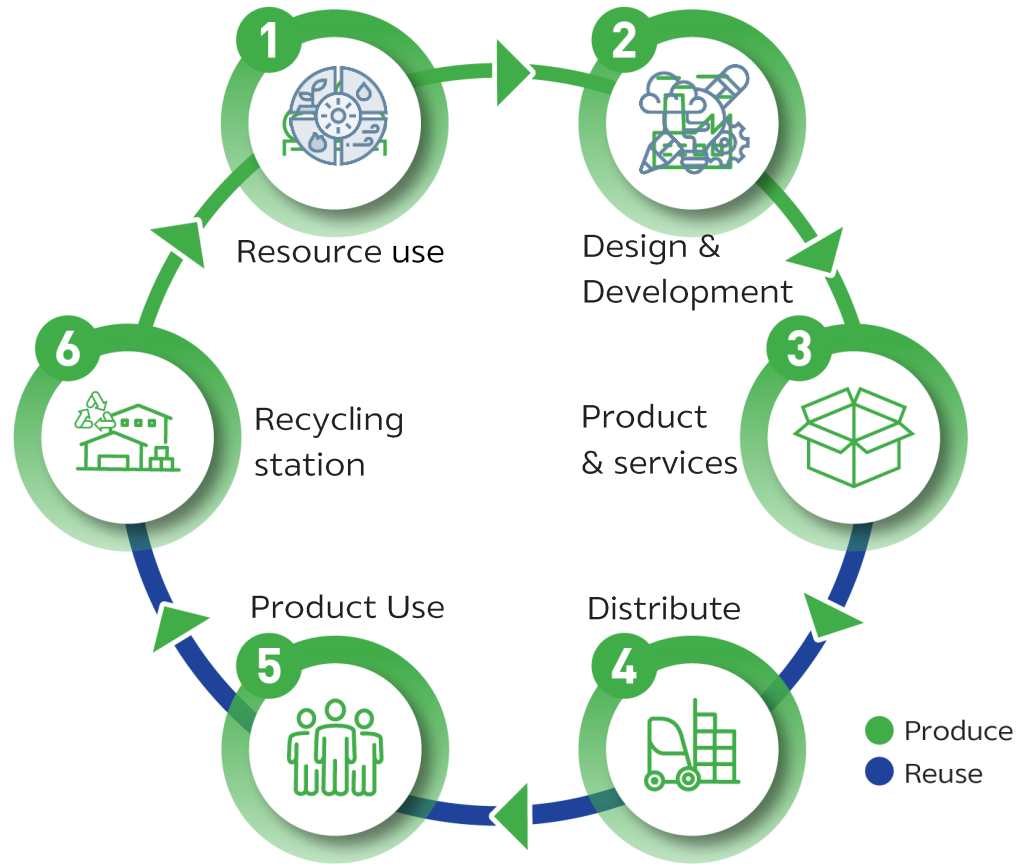 1
Resource use
2
Design &
Development
3
Product
& services
4
Distribute
5
Product Use
6
Recycling
station
Produce
Reuse